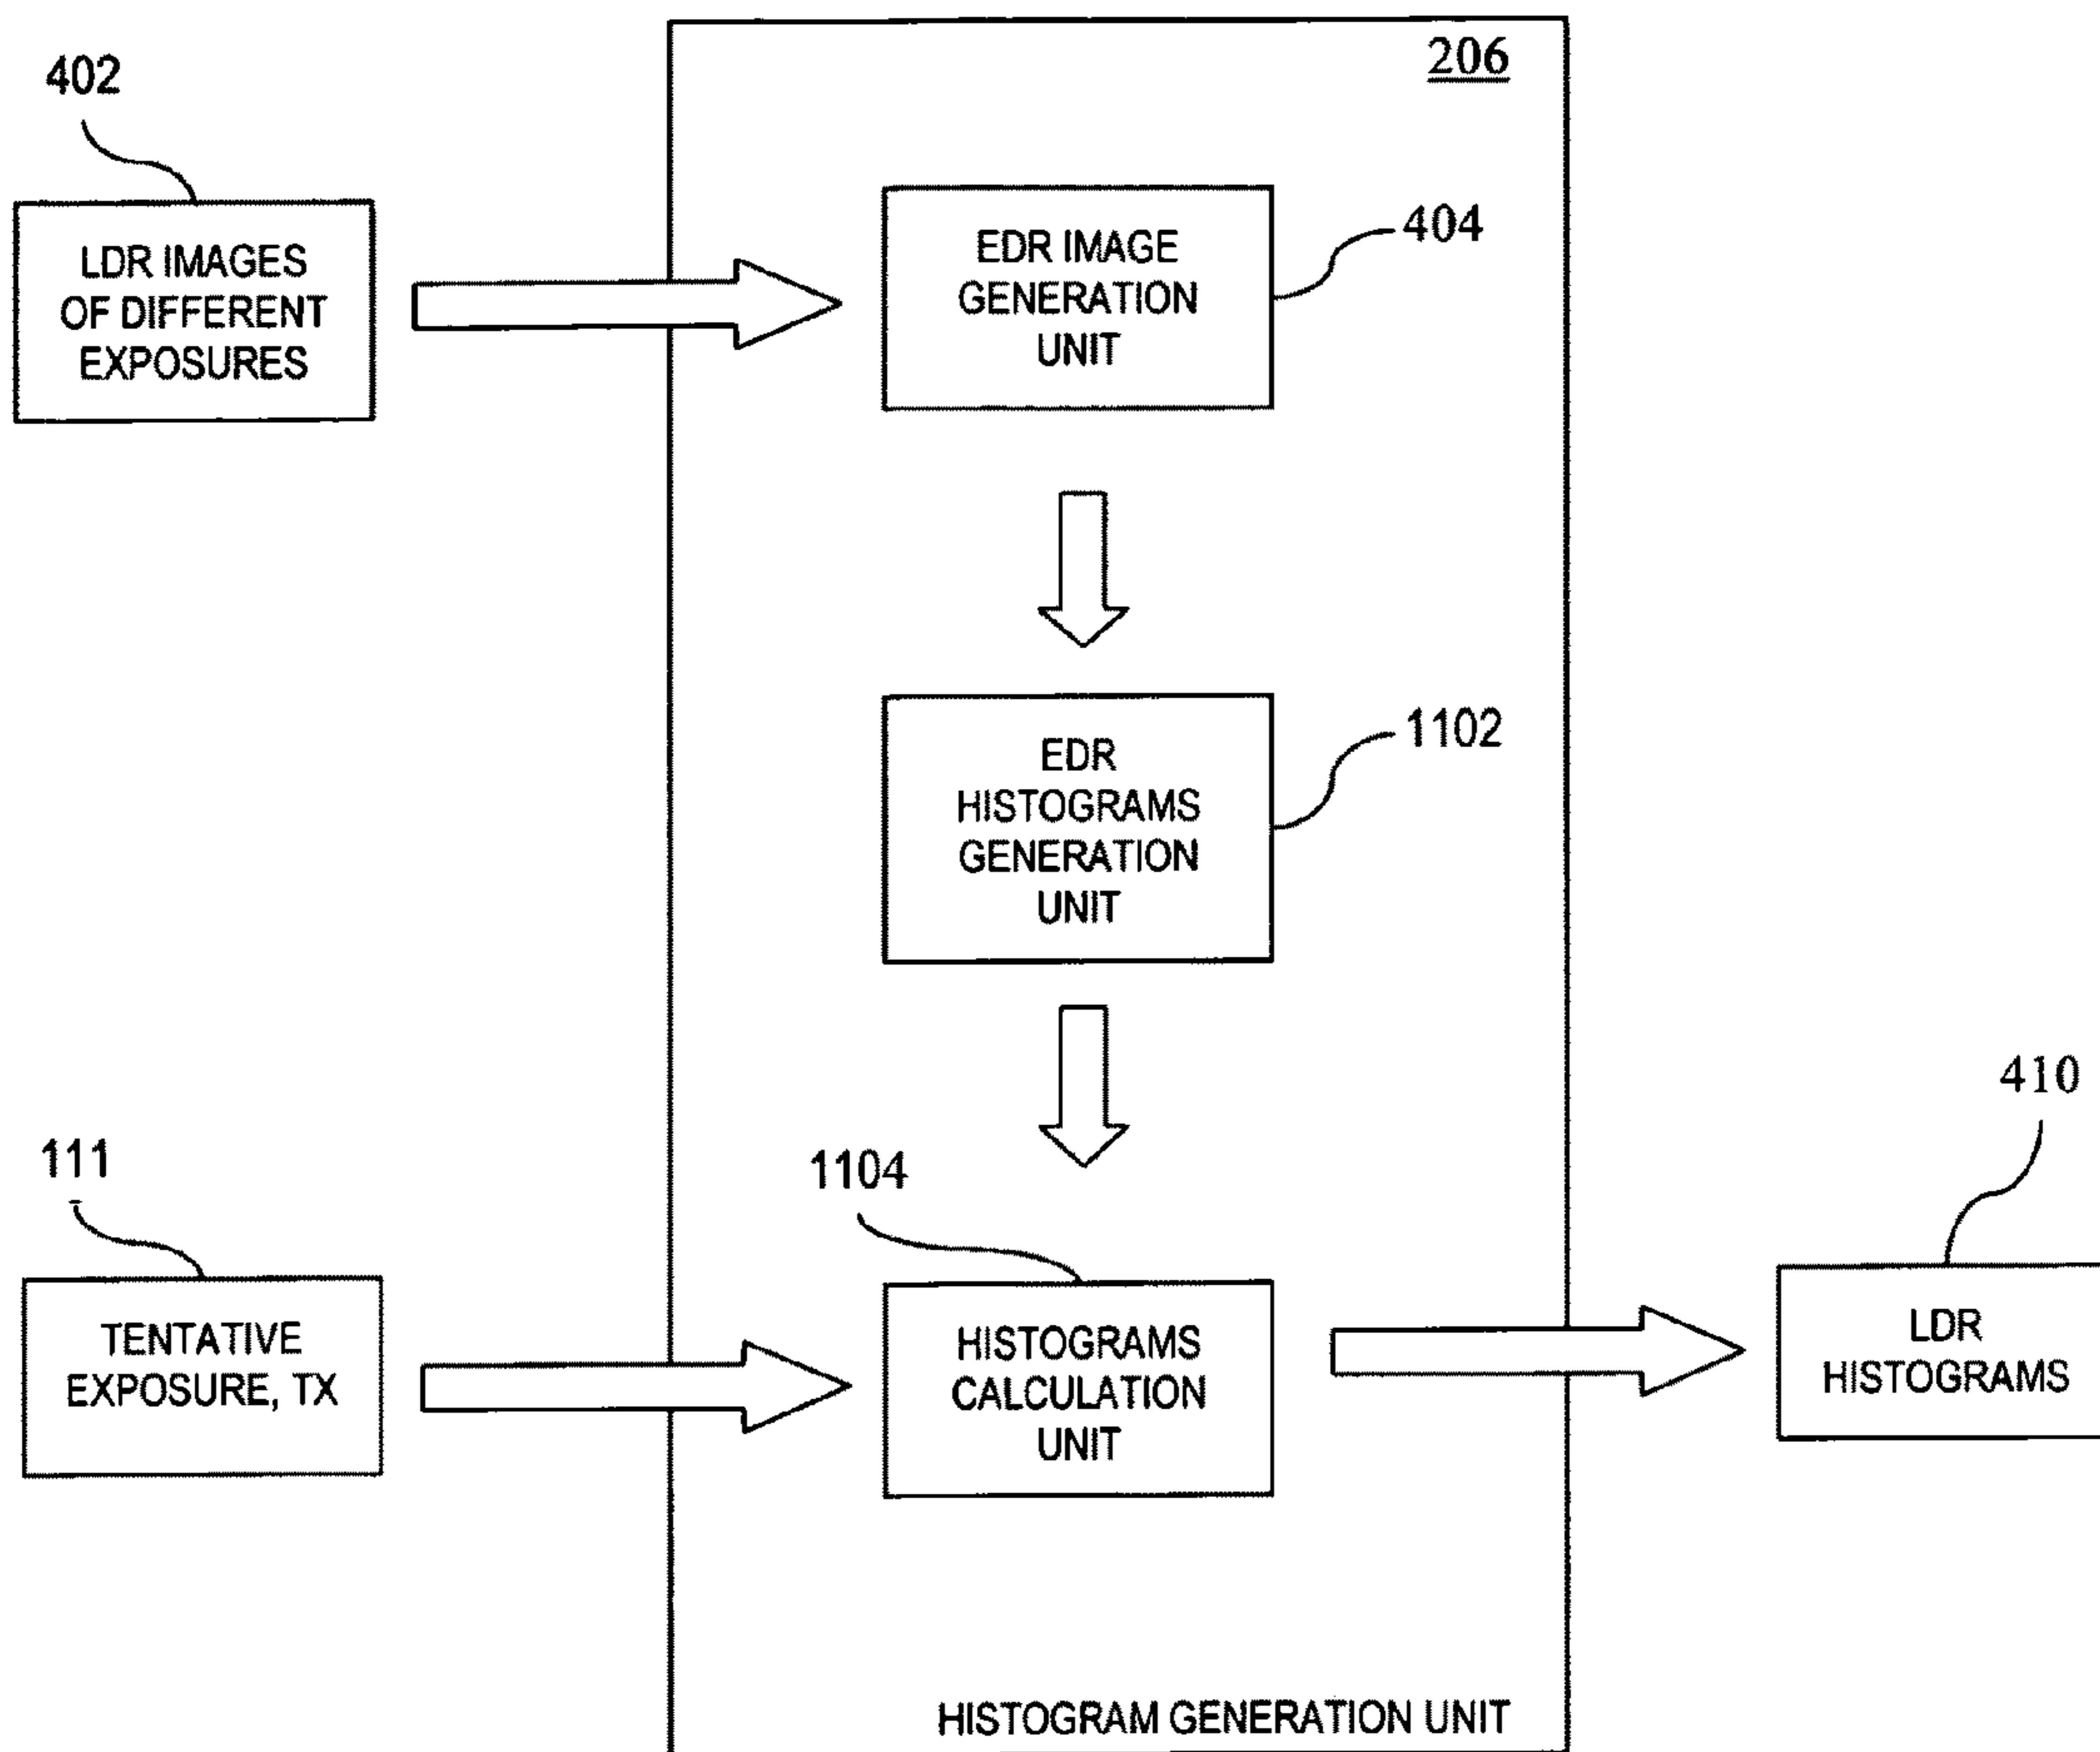 206
402
LDR IMAGES
OF DIFFERENT
EXPOSURES
EDR IMAGE
GENERATION
UNIT
404
EDR
HISTOGRAMS
GENERATION
UNIT
1102
111
TENTATIVE
EXPOSURE, TX
1104
HISTOGRAMS
CALCULATION
UNIT
410
LDR
HISTOGRAMS
HISTOGRAM GENERATION UNIT